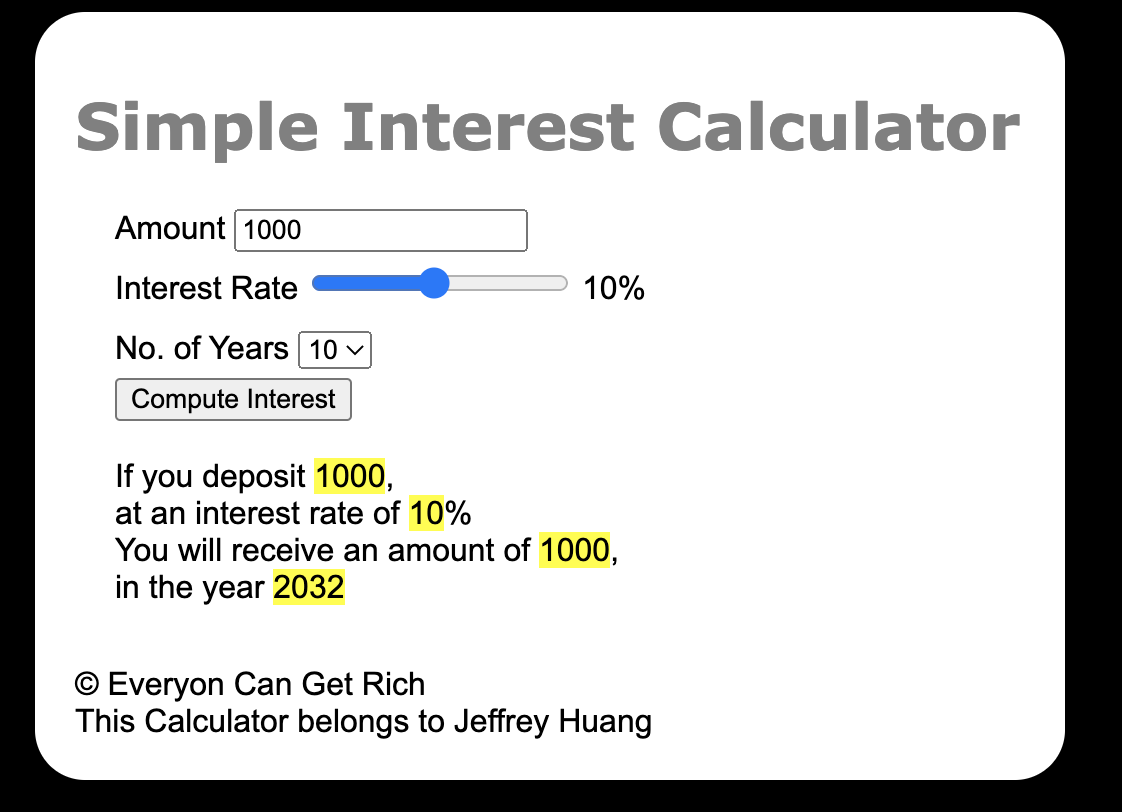 Simple Interest Calculator
Amount 1000
Interest Rate 10%
No. of Years 10
Compute Interest
If you deposit 1000,
at an interest rate of 10%
You will receive an amount of 1000,
in the year 2032
© Everyon Can Get Rich
This Calculator belongs to Jeffrey Huang